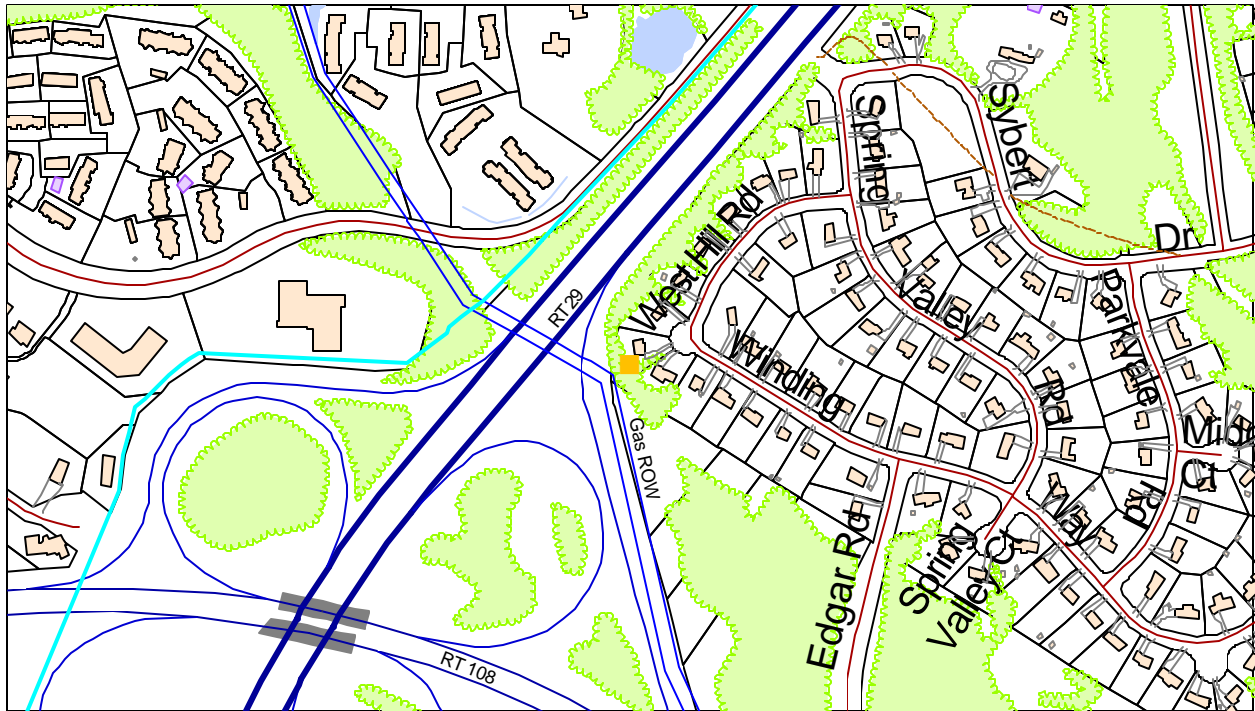 Sybert
Dr
Spring
Valley
Rd
West Hill Rd
Winding
Way
Parkvale
Rd
RT 29
Gas ROW
Ct
Edgar Rd
Spring
Valley Ct
RT 108